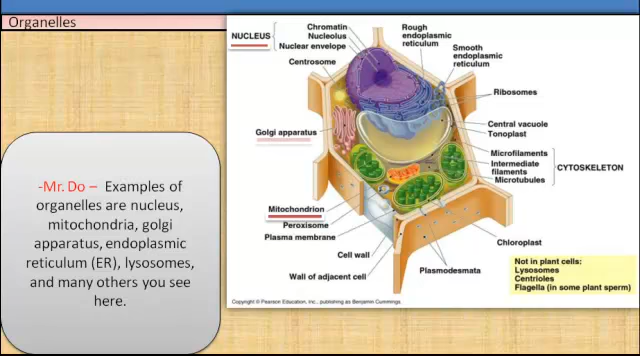 Organelles
-Mr. Do – Examples of
organelles are nucleus,
mitochondria, golgi
apparatus, endoplasmic
reticulum (ER), lysosomes,
and many others you see
here.
NUCLEUS
Chromatin
Nucleolus
Nuclear envelope
Centrosome
Rough
endoplasmic
reticulum
Smooth
endoplasmic
reticulum
Ribosomes
Golgi apparatus
Central vacuole
Tonoplast
Microfilaments
Intermediate
filaments
Microtubules
CYTOSKELETON
Mitochondrion
Peroxisome
Plasma membrane
Cell wall
Wall of adjacent cell
Chloroplast
Plasmodesmata
Not in plant cells:
Lysosomes
Centrioles
Flagella (in some plant sperm)
Copyright © Pearson Education, Inc., publishing as Benjamin Cummings.